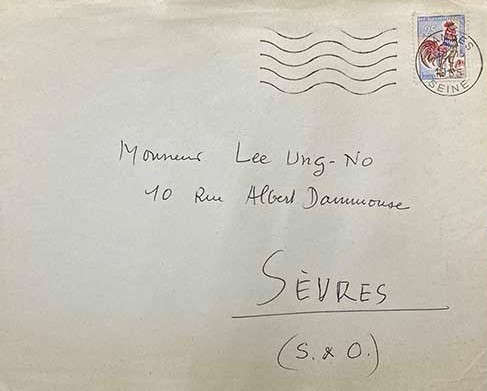 SEINE
Monsieur Lee Ung-No
10 Rue Albert Dammouse
SÈVRES
(S. & O.)